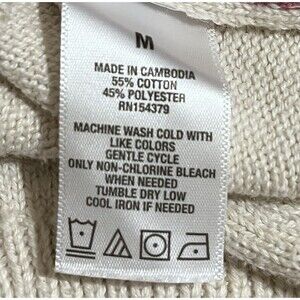 M
MADE IN CAMBODIA
55% COTTON
45% POLYESTER
RN154379
MACHINE WASH COLD WITH
LIKE COLORS
GENTLE CYCLE
ONLY NON-CHLORINE BLEACH
WHEN NEEDED
TUMBLE DRY LOW
COOL IRON IF NEEDED